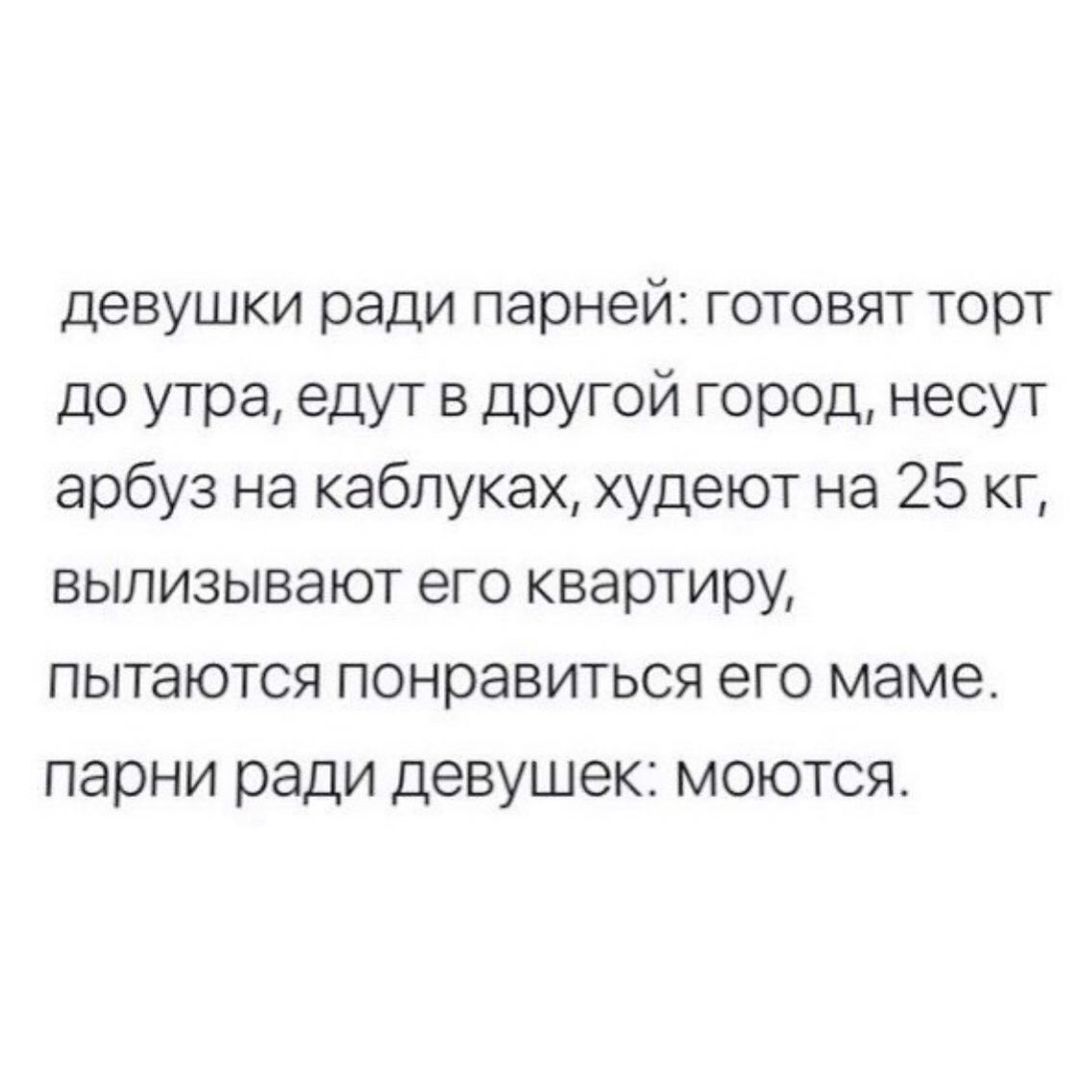 девушки ради парней: готовят торт
до утра, едут в другой город, несут
арбуз на каблуках, худеют на 25 кг,
вылизывают его квартиру,
пытаются понравиться его маме.
парни ради девушек: моются.